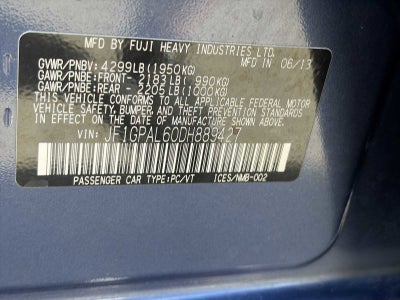 MFD BY FUJI HEAVY INDUSTRIES LTD.
MFD IN 06/13
GVWR/PNBV: 4299LB(1950KG)
GAWR/PNBE:FRONT- 2183LB( 990KG)
GAWR/PNBE:REAR - 2205LB(1000KG)
THIS VEHICLE CONFORMS TO ALL APPLICABLE FEDERAL MOTOR
VEHICLE SAFETY, BUMPER, AND THEFT PREVENTION STANDARDS
IN EFFECT ON THE DATE OF MANUFACTURE SHOWN ABOVE.
VIN: JF1GPAL60DH889427
PASSENGER CAR TYPE:PC/VT ICES/NMB-002